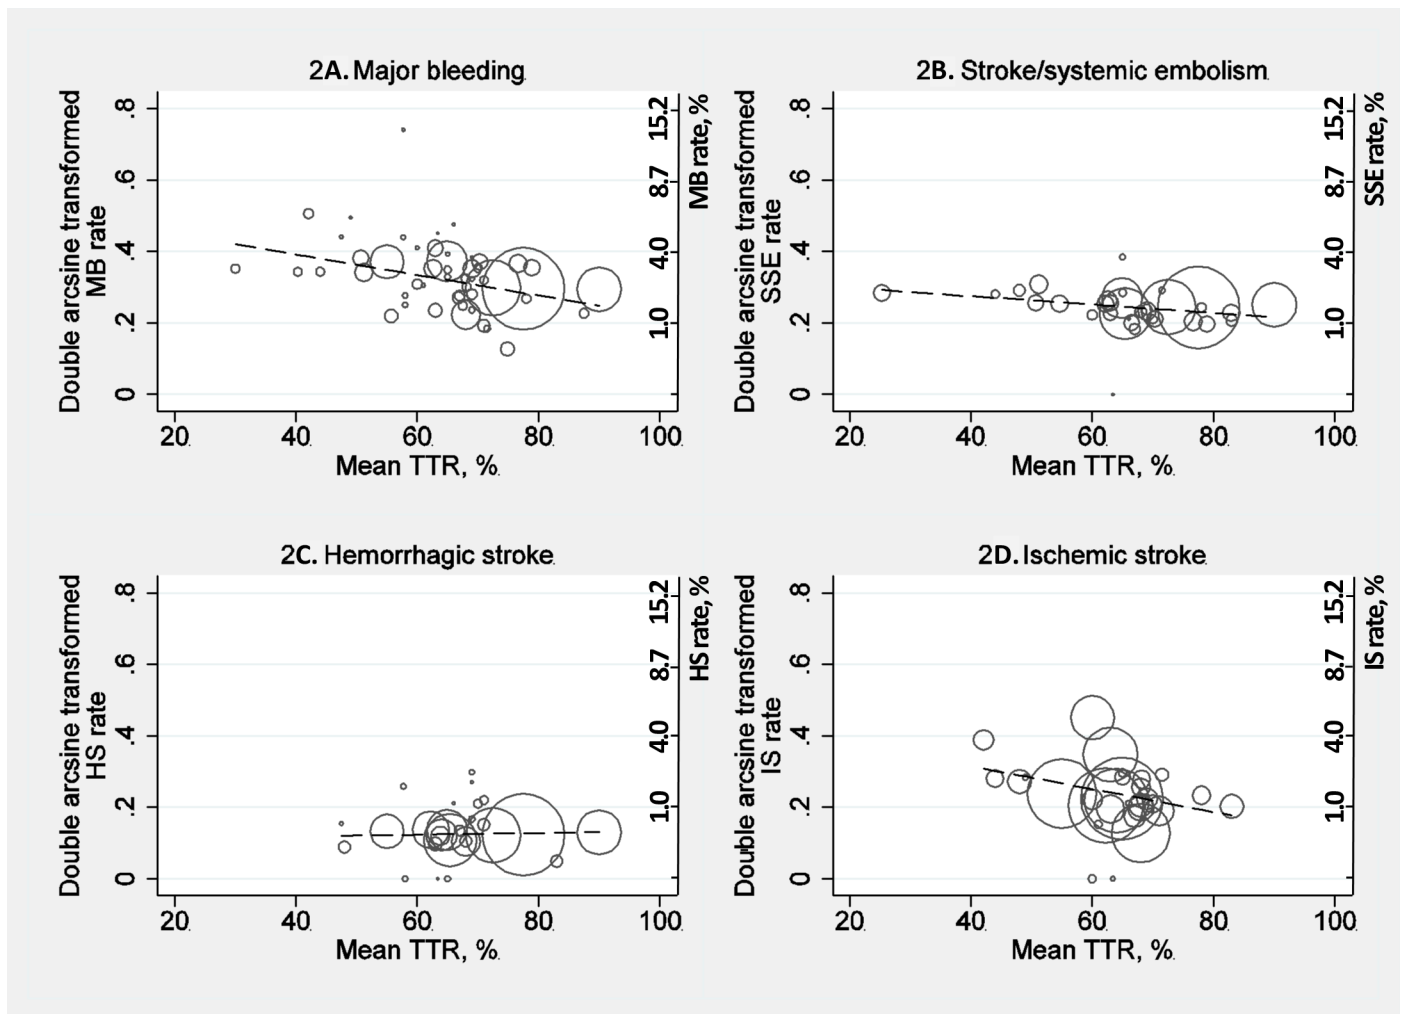 2A. Major bleeding
Double arcsine transformed
MB rate
.8
.6
.4
.2
0
15.2
8.7
4.0
1.0
MB rate, %
20 40 60 80 100
Mean TTR, %
2B. Stroke/systemic embolism
Double arcsine transformed
SSE rate
.8
.6
.4
.2
0
15.2
8.7
4.0
1.0
SSE rate, %
20 40 60 80 100
Mean TTR, %
2C. Hemorrhagic stroke
Double arcsine transformed
HS rate
.8
.6
.4
.2
0
15.2
8.7
4.0
1.0
HS rate, %
20 40 60 80 100
Mean TTR, %
2D. Ischemic stroke
Double arcsine transformed
IS rate
.8
.6
.4
.2
0
15.2
8.7
4.0
1.0
IS rate, %
20 40 60 80 100
Mean TTR, %